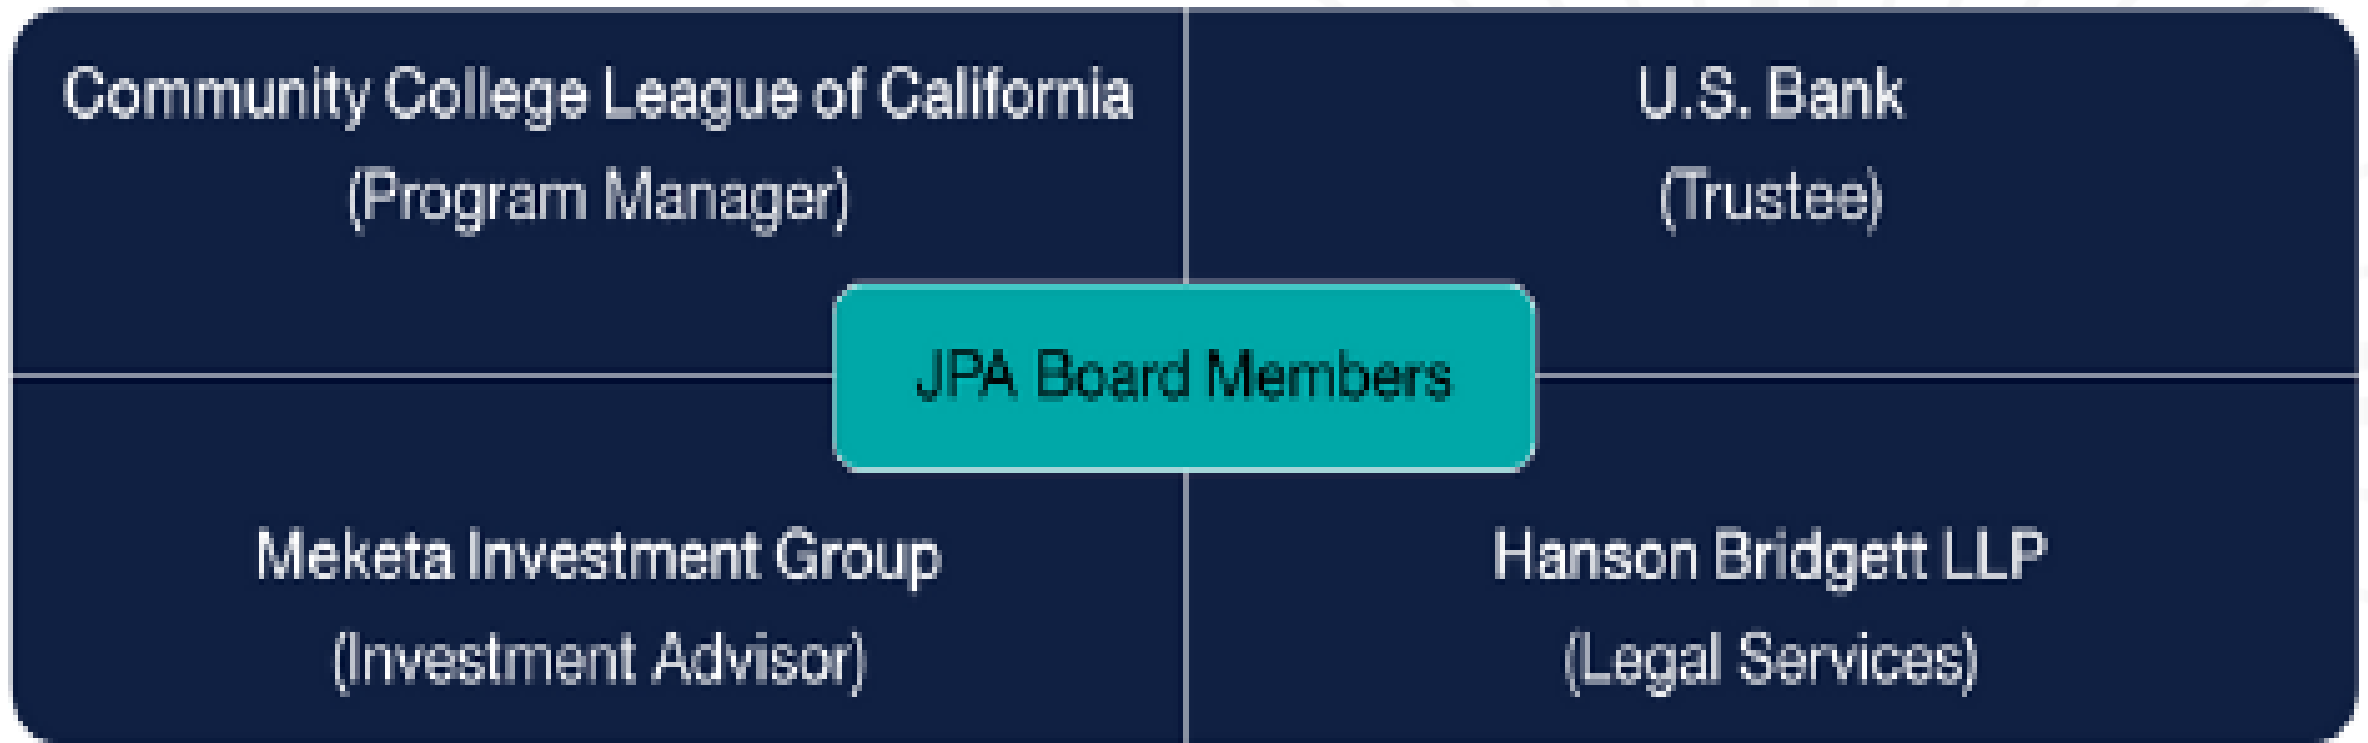 Community College League of California
(Program Manager)
U.S. Bank
(Trustee)
JPA Board Members
Meketa Investment Group
(Investment Advisor)
Hanson Bridgett LLP
(Legal Services)